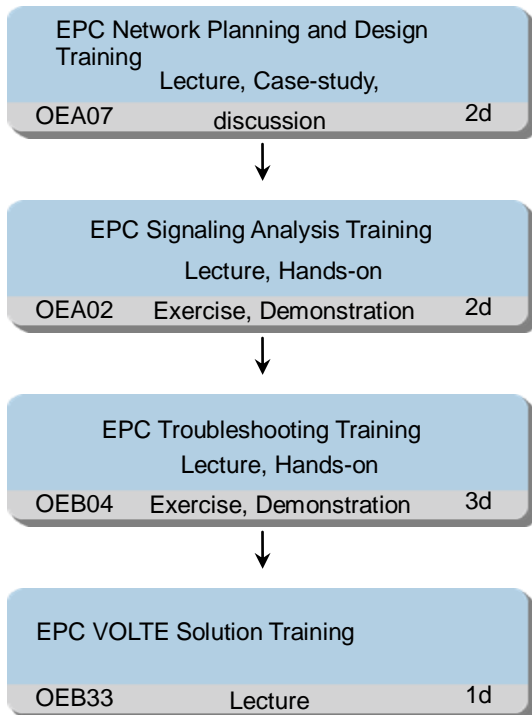 EPC Network Planning and Design
Training
Lecture, Case-study,
OEA07 discussion 2d
EPC Signaling Analysis Training
Lecture, Hands-on
OEA02 Exercise, Demonstration 2d
EPC Troubleshooting Training
Lecture, Hands-on
OEB04 Exercise, Demonstration 3d
EPC VOLTE Solution Training
OEB33 Lecture 1d